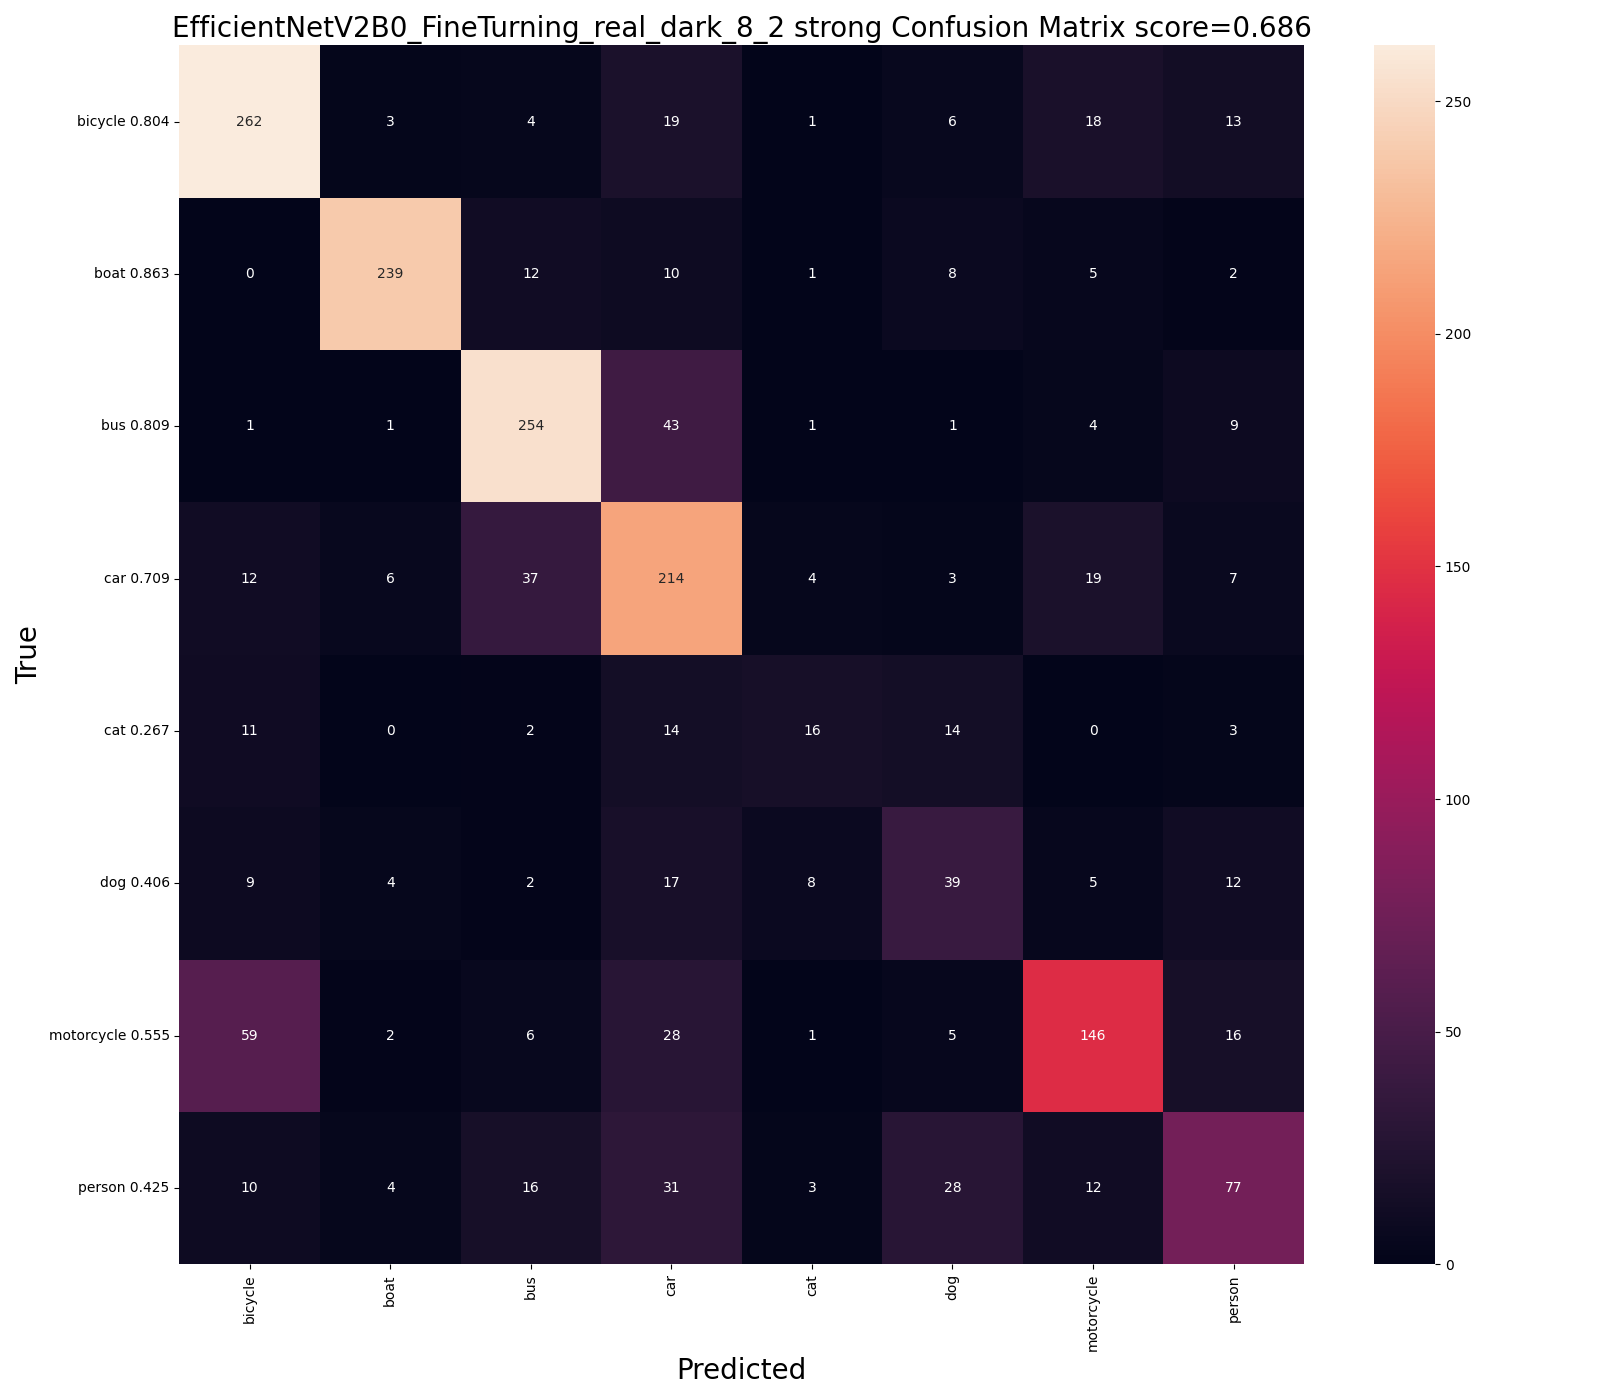 EfficientNetV2B0_FineTurning_real_dark_8_2 strong Confusion Matrix score=0.686
True
bicycle 0.804 262 3 4 19 1 6 18 13
boat 0.863 0 239 12 10 1 8 5 2
bus 0.809 1 1 254 43 1 1 4 9
car 0.709 12 6 37 214 4 3 19 7
cat 0.267 11 0 2 14 16 14 0 3
dog 0.406 9 4 2 17 8 39 5 12
motorcycle 0.555 59 2 6 28 1 5 146 16
person 0.425 10 4 16 31 3 28 12 77
bicycle boat bus car cat dog motorcycle person
Predicted
250
200
150
100
50
0